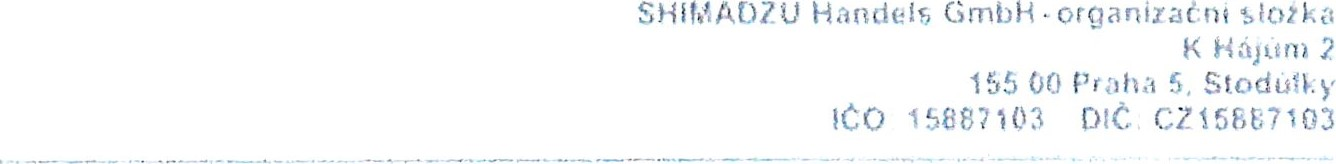 SHIMADZU Handels GmbH - organizační složka
K Hájům 2
155 00 Praha 5, Stodůlky
IČO: 15887103 DIČ: CZ15887103